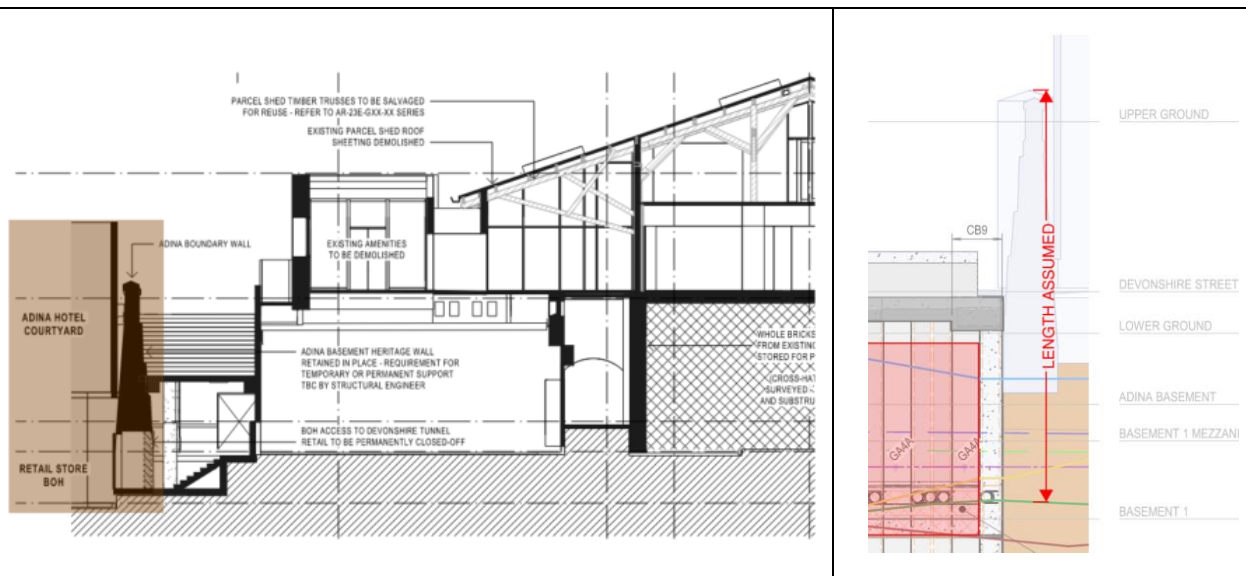 PARCEL SHED TIMBER TRUSSES TO BE SALVAGED
FOR REUSE - REFER TO AR-23E-GXX-XX SERIES
EXISTING PARCEL SHED ROOF
SHEETING DEMOLISHED
ADINA BOUNDARY WALL
EXISTING AMENITIES
TO BE DEMOLISHED
ADINA HOTEL
COURTYARD
ADINA BASEMENT HERITAGE WALL
RETAINED IN PLACE - REQUIREMENT FOR
TEMPORARY OR PERMANENT SUPPORT
TBC BY STRUCTURAL ENGINEER
WHOLE BRICKS
FROM EXISTING
STORED FOR P
(CROSS-HAT
SURVEYED -
AND SUBSTRU
BOH ACCESS TO DEVONSHIRE TUNNEL
RETAIL TO BE PERMANENTLY CLOSED-OFF
RETAIL STORE
BOH
UPPER GROUND
CB9
DEVONSHIRE STREET
LOWER GROUND
LENGTH ASSUMED
ADINA BASEMENT
BASEMENT 1 MEZZANI
GA4A
GA4A
BASEMENT 1